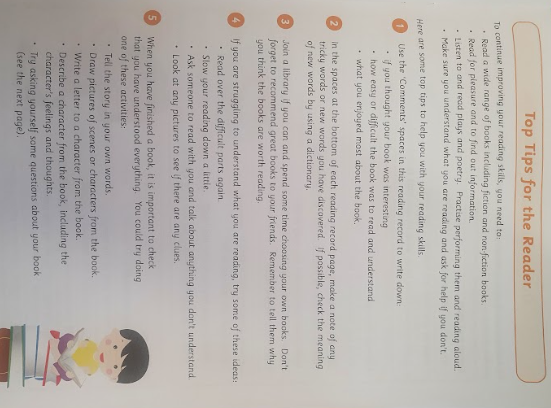 Top Tips for the Reader
To continue improving your reading skills, you need to:
• Read a wide range of books including fiction and non-fiction books.
• Read for pleasure and to find out information.
• Listen to and read plays and poetry. Practise performing them and reading aloud.
• Make sure you understand what you are reading and ask for help if you don't.
Here are some top tips to help you with your reading skills.
1 Use the 'Comments' spaces in this reading record to write down:
• if you thought your book was interesting
• how easy or difficult the book was to read and understand
• what you enjoyed most about the book.
2 In the spaces at the bottom of each reading record page, make a note of any
tricky words or new words you have discovered. If possible, check the meaning
of new words by using a dictionary.
3 Join a library if you can and spend some time choosing your own books. Don't
forget to recommend great books to your friends. Remember to tell them why
you think the books are worth reading.
4 If you are struggling to understand what you are reading, try some of these ideas:
• Read over the difficult parts again.
• Slow your reading down a little.
• Ask someone to read with you and talk about anything you don't understand.
• Look at any pictures to see if there are any clues.
5 When you have finished a book, it is important to check
that you have understood everything. You could try doing
one of these activities:
• Tell the story in your own words.
• Draw pictures of scenes or characters from the book.
• Write a letter to a character from the book.
• Describe a character from the book, including the
character's feelings and thoughts.
• Try asking yourself some questions about your book
(see the next page).